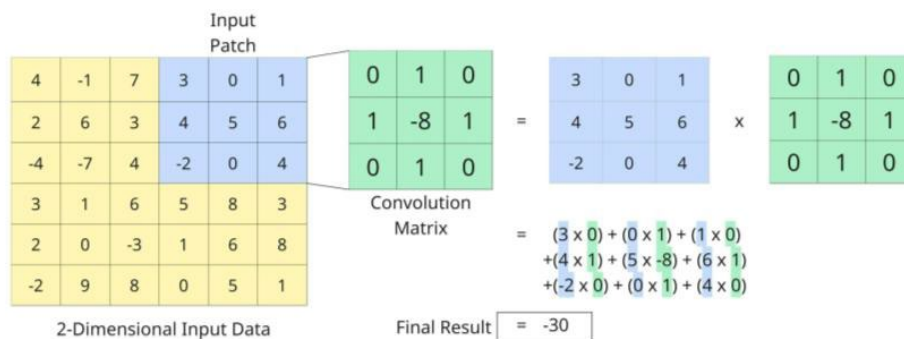 Input
Patch
4 -1 7 3 0 1
2 6 3 4 5 6
-4 -7 4 -2 0 4
3 1 6 5 8 3
2 0 -3 1 6 8
-2 9 8 0 5 1
2-Dimensional Input Data
0 1 0
1 -8 1
0 1 0
Convolution
Matrix
=
3 0 1
4 5 6
-2 0 4
x
0 1 0
1 -8 1
0 1 0
= (3 x 0) + (0 x 1) + (1 x 0)
+(4 x 1) + (5 x -8) + (6 x 1)
+(-2 x 0) + (0 x 1) + (4 x 0)
Final Result = -30